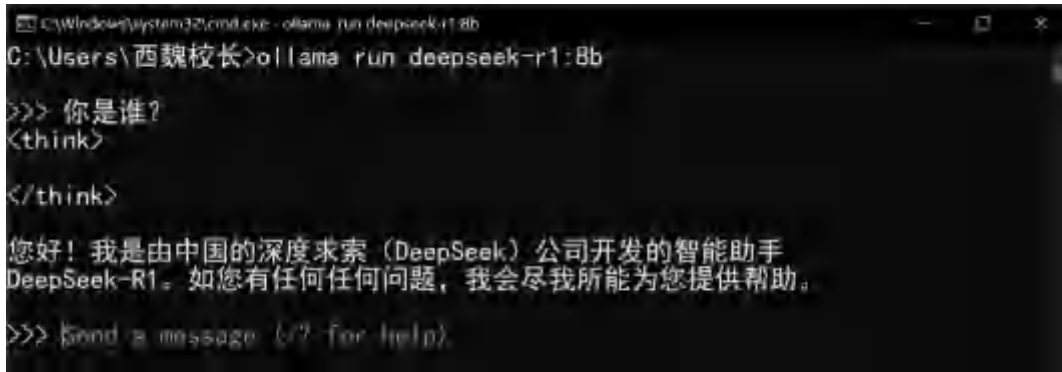 C:\Windows\system32\cmd.exe - ollama run deepseek-r1:8b
C:\Users\西魏校长>ollama run deepseek-r1:8b
>>> 你是谁?
<think>
</think>
您好!我是由中国的深度求索(DeepSeek)公司开发的智能助手
DeepSeek-R1。如您有任何任何问题,我会尽我所能为您提供帮助。
>>> Send a message (/? for help)